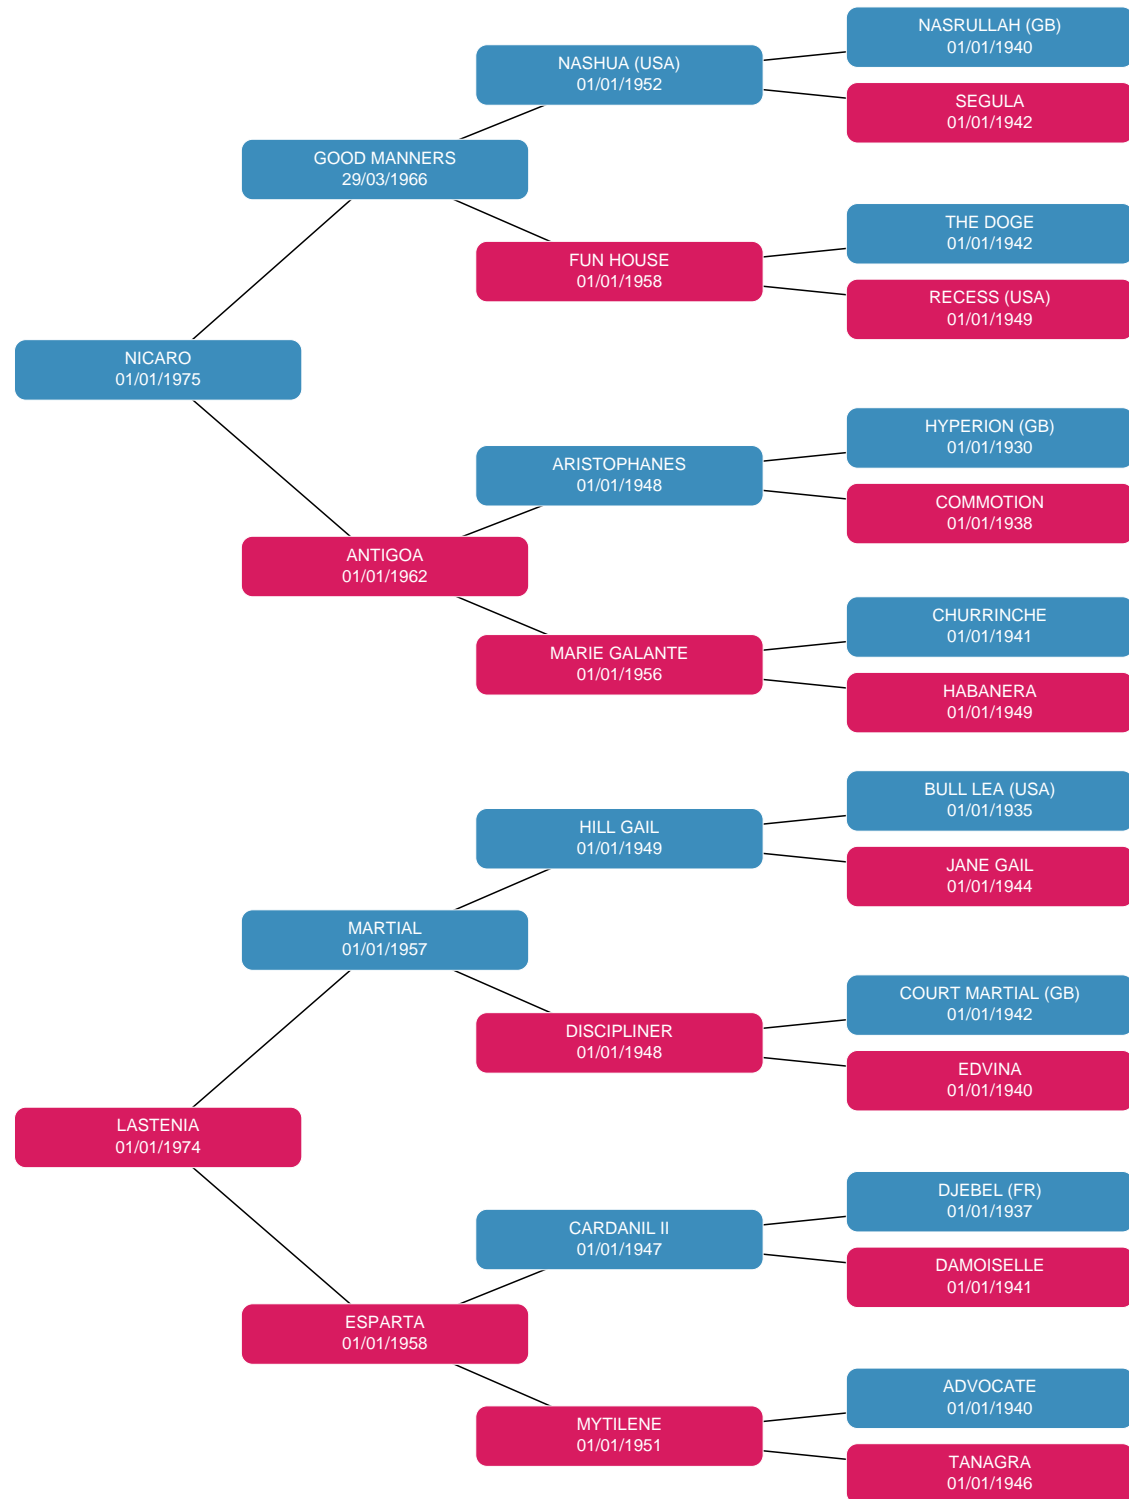 NASRULLAH (GB)
01/01/1940
NASHUA (USA)
01/01/1952
SEGULA
01/01/1942
GOOD MANNERS
29/03/1966
THE DOGE
01/01/1942
FUN HOUSE
01/01/1958
RECESS (USA)
01/01/1949
NICARO
01/01/1975
HYPERION (GB)
01/01/1930
ARISTOPHANES
01/01/1948
COMMOTION
01/01/1938
ANTIGOA
01/01/1962
CHURRINCHE
01/01/1941
MARIE GALANTE
01/01/1956
HABANERA
01/01/1949
BULL LEA (USA)
01/01/1935
HILL GAIL
01/01/1949
JANE GAIL
01/01/1944
MARTIAL
01/01/1957
COURT MARTIAL (GB)
01/01/1942
DISCIPLINER
01/01/1948
EDVINA
01/01/1940
LASTENIA
01/01/1974
DJEBEL (FR)
01/01/1937
CARDANIL II
01/01/1947
DAMOISELLE
01/01/1941
ESPARTA
01/01/1958
ADVOCATE
01/01/1940
MYTILENE
01/01/1951
TANAGRA
01/01/1946